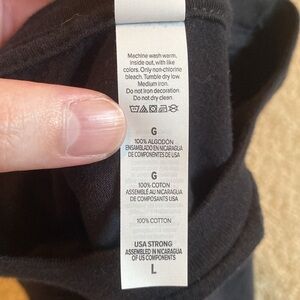 Machine wash warm,
inside out, with like
colors. Only non-chlorine
bleach. Tumble dry low.
Medium iron.
Do not iron decoration.
Do not dry clean.
G
100% ALGODON
ENSAMBLADO EN NICARAGUA
DE COMPONENTES DE USA
G
100% COTON
ASSEMBLÉ AU NICARAGUA
DE COMPOSANTS USA
100% COTTON
USA STRONG
ASSEMBLED IN NICARAGUA
OF US COMPONENTS
L